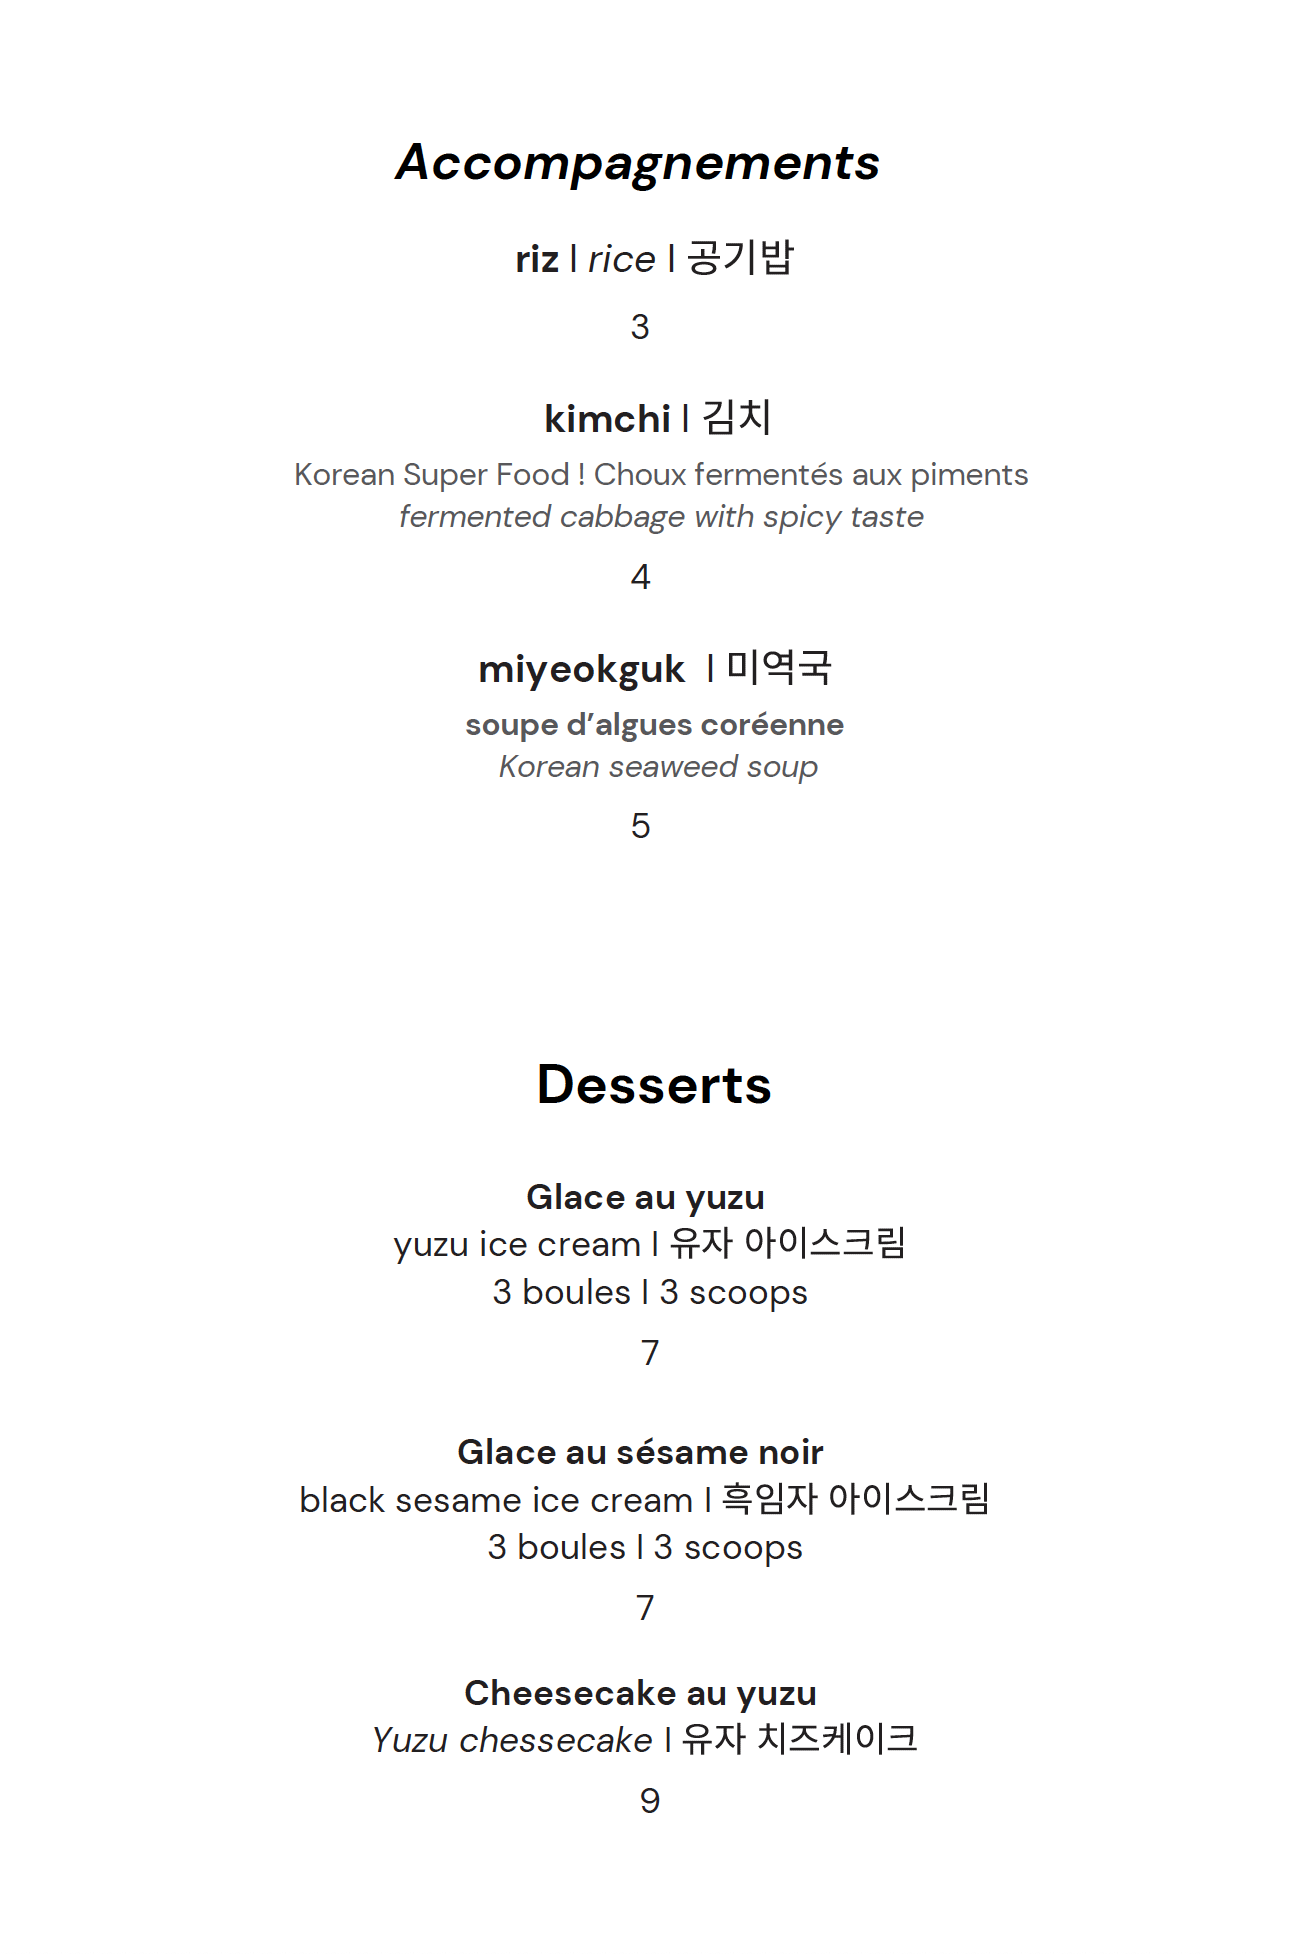 Accompagnements
riz | rice | 공기밥
3
kimchi | 김치
Korean Super Food ! Choux fermentés aux piments
fermented cabbage with spicy taste
4
miyeokguk | 미역국
soupe d’algues coréenne
Korean seaweed soup
5
Desserts
Glace au yuzu
yuzu ice cream | 유자 아이스크림
3 boules | 3 scoops
7
Glace au sésame noir
black sesame ice cream | 흑임자 아이스크림
3 boules | 3 scoops
7
Cheesecake au yuzu
Yuzu chessecake | 유자 치즈케이크
9